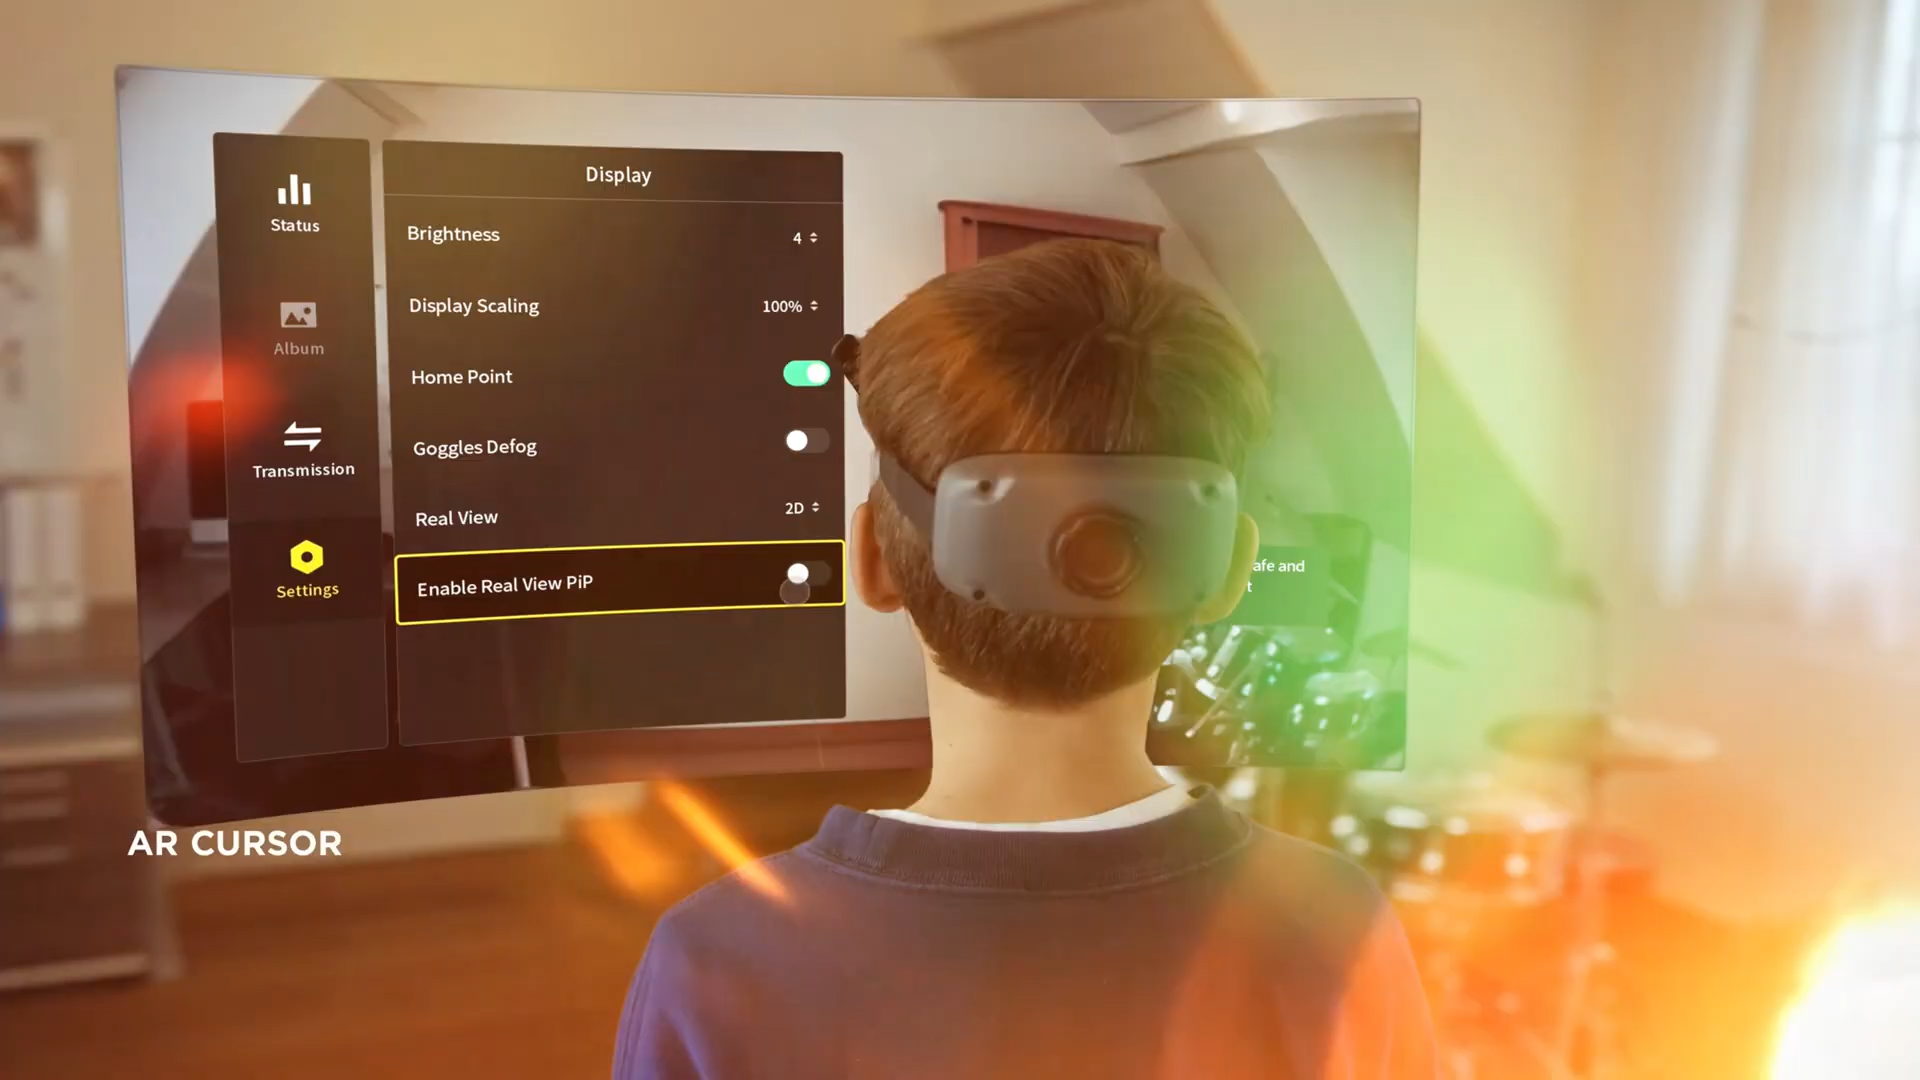 Display
Status
Brightness
4
Display Scaling
100%
Album
Home Point
Goggles Defog
Transmission
Real View
2D
Settings
Enable Real View PiP
and
AR CURSOR